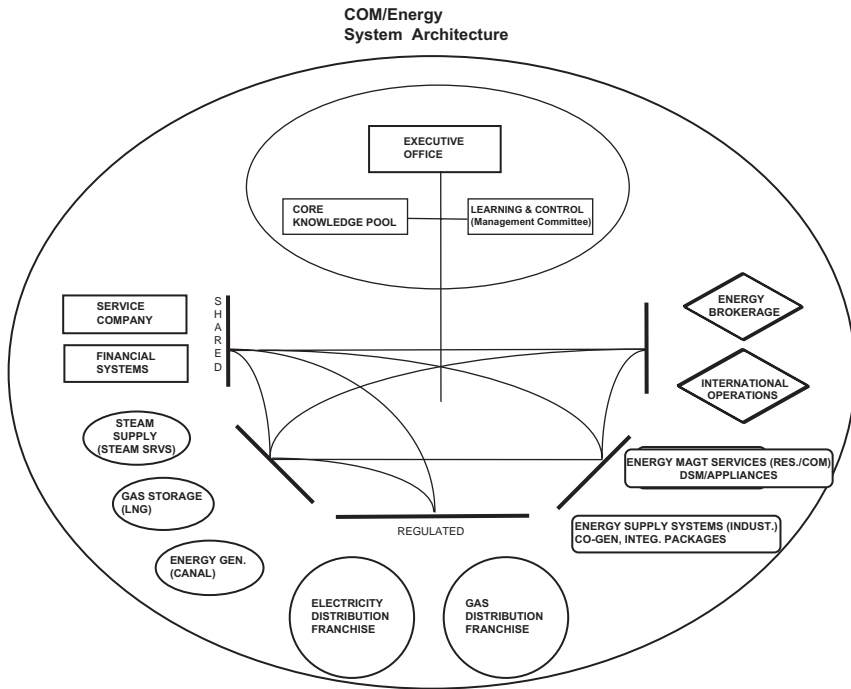 COM/Energy
System Architecture
EXECUTIVE
OFFICE
CORE
KNOWLEDGE POOL
LEARNING & CONTROL
(Management Committee)
SERVICE
COMPANY
FINANCIAL
SYSTEMS
SHARED
ENERGY
BROKERAGE
INTERNATIONAL
OPERATIONS
STEAM
SUPPLY
(STEAM SRVS)
GAS STORAGE
(LNG)
ENERGY GEN.
(CANAL)
ENERGY MAGT SERVICES (RES./COM)
DSM/APPLIANCES
ENERGY SUPPLY SYSTEMS (INDUST.)
CO-GEN, INTEG. PACKAGES
REGULATED
ELECTRICITY
DISTRIBUTION
FRANCHISE
GAS
DISTRIBUTION
FRANCHISE